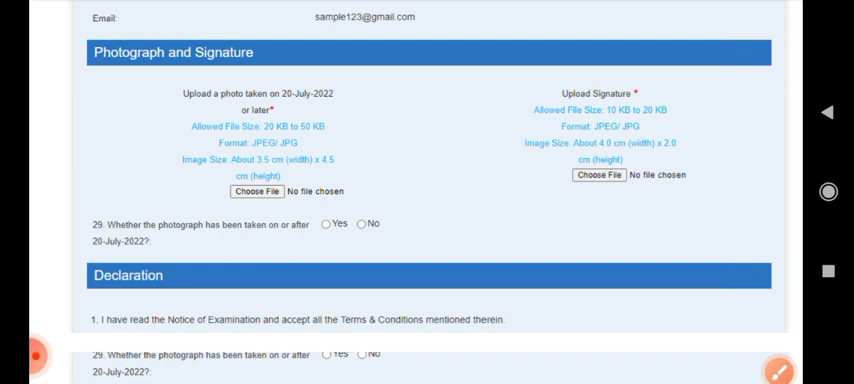 Email: sample123@gmail.com
Photograph and Signature
Upload a photo taken on 20-July-2022
or later*
Allowed File Size: 20 KB to 50 KB
Format: JPEG/ JPG
Image Size: About 3.5 cm (width) x 4.5
cm (height)
Choose File No file chosen
Upload Signature *
Allowed File Size: 10 KB to 20 KB
Format: JPEG/ JPG
Image Size: About 4.0 cm (width) x 2.0
cm (height)
Choose File No file chosen
29. Whether the photograph has been taken on or after Yes No
20-July-2022?:
Declaration
1. I have read the Notice of Examination and accept all the Terms & Conditions mentioned therein.
29. Whether the photograph has been taken on or after Yes No
20-July-2022?: